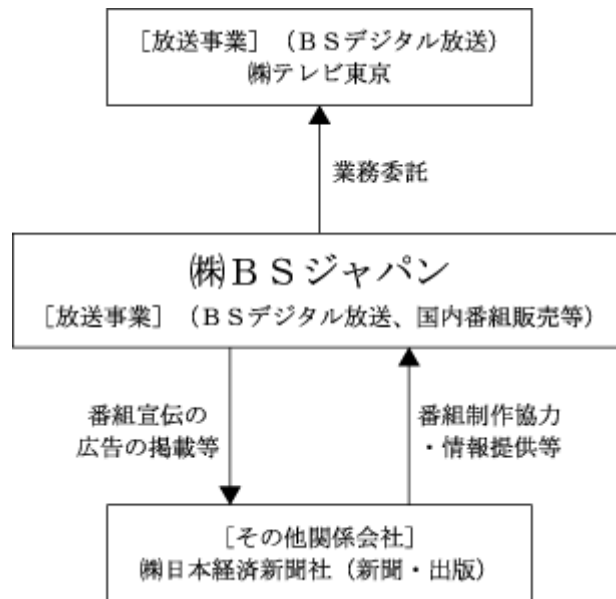 ［放送事業］（ＢＳデジタル放送）
㈱テレビ東京
業務委託
㈱ＢＳジャパン
［放送事業］（ＢＳデジタル放送、国内番組販売等）
番組宣伝の
広告の掲載等
番組制作協力
・情報提供等
［その他関係会社］
㈱日本経済新聞社（新聞・出版）